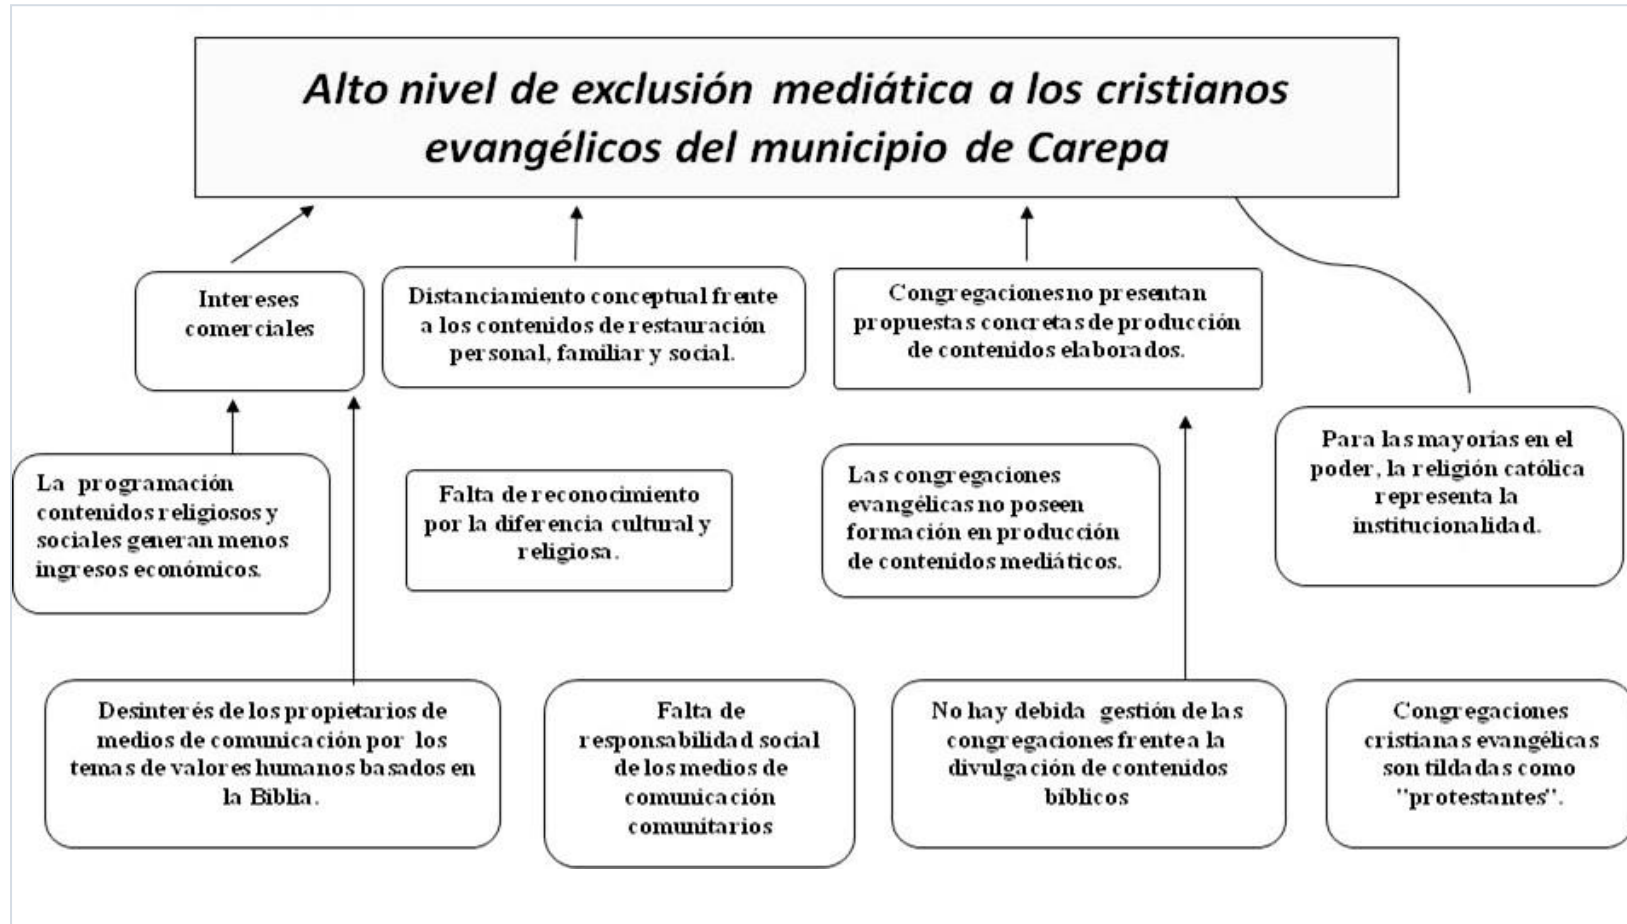 Alto nivel de exclusión mediática a los cristianos
evangélicos del municipio de Carepa
Intereses
comerciales
Distanciamiento conceptual frente
a los contenidos de restauración
personal, familiar y social.
Congregaciones no presentan
propuestas concretas de producción
de contenidos elaborados.
Para las mayorías en el
poder, la religión católica
representa la
institucionalidad.
La programación
contenidos religiosos y
sociales generan menos
ingresos económicos.
Falta de reconocimiento
por la diferencia cultural y
religiosa.
Las congregaciones
evangélicas no poseen
formación en producción
de contenidos mediáticos.
Desinterés de los propietarios de
medios de comunicación por los
temas de valores humanos basados en
la Biblia.
Falta de
responsabilidad social
de los medios de
comunicación
comunitarios
No hay debida gestión de las
congregaciones frente a la
divulgación de contenidos
bíblicos
Congregaciones
cristianas evangélicas
son tildadas como
"protestantes".